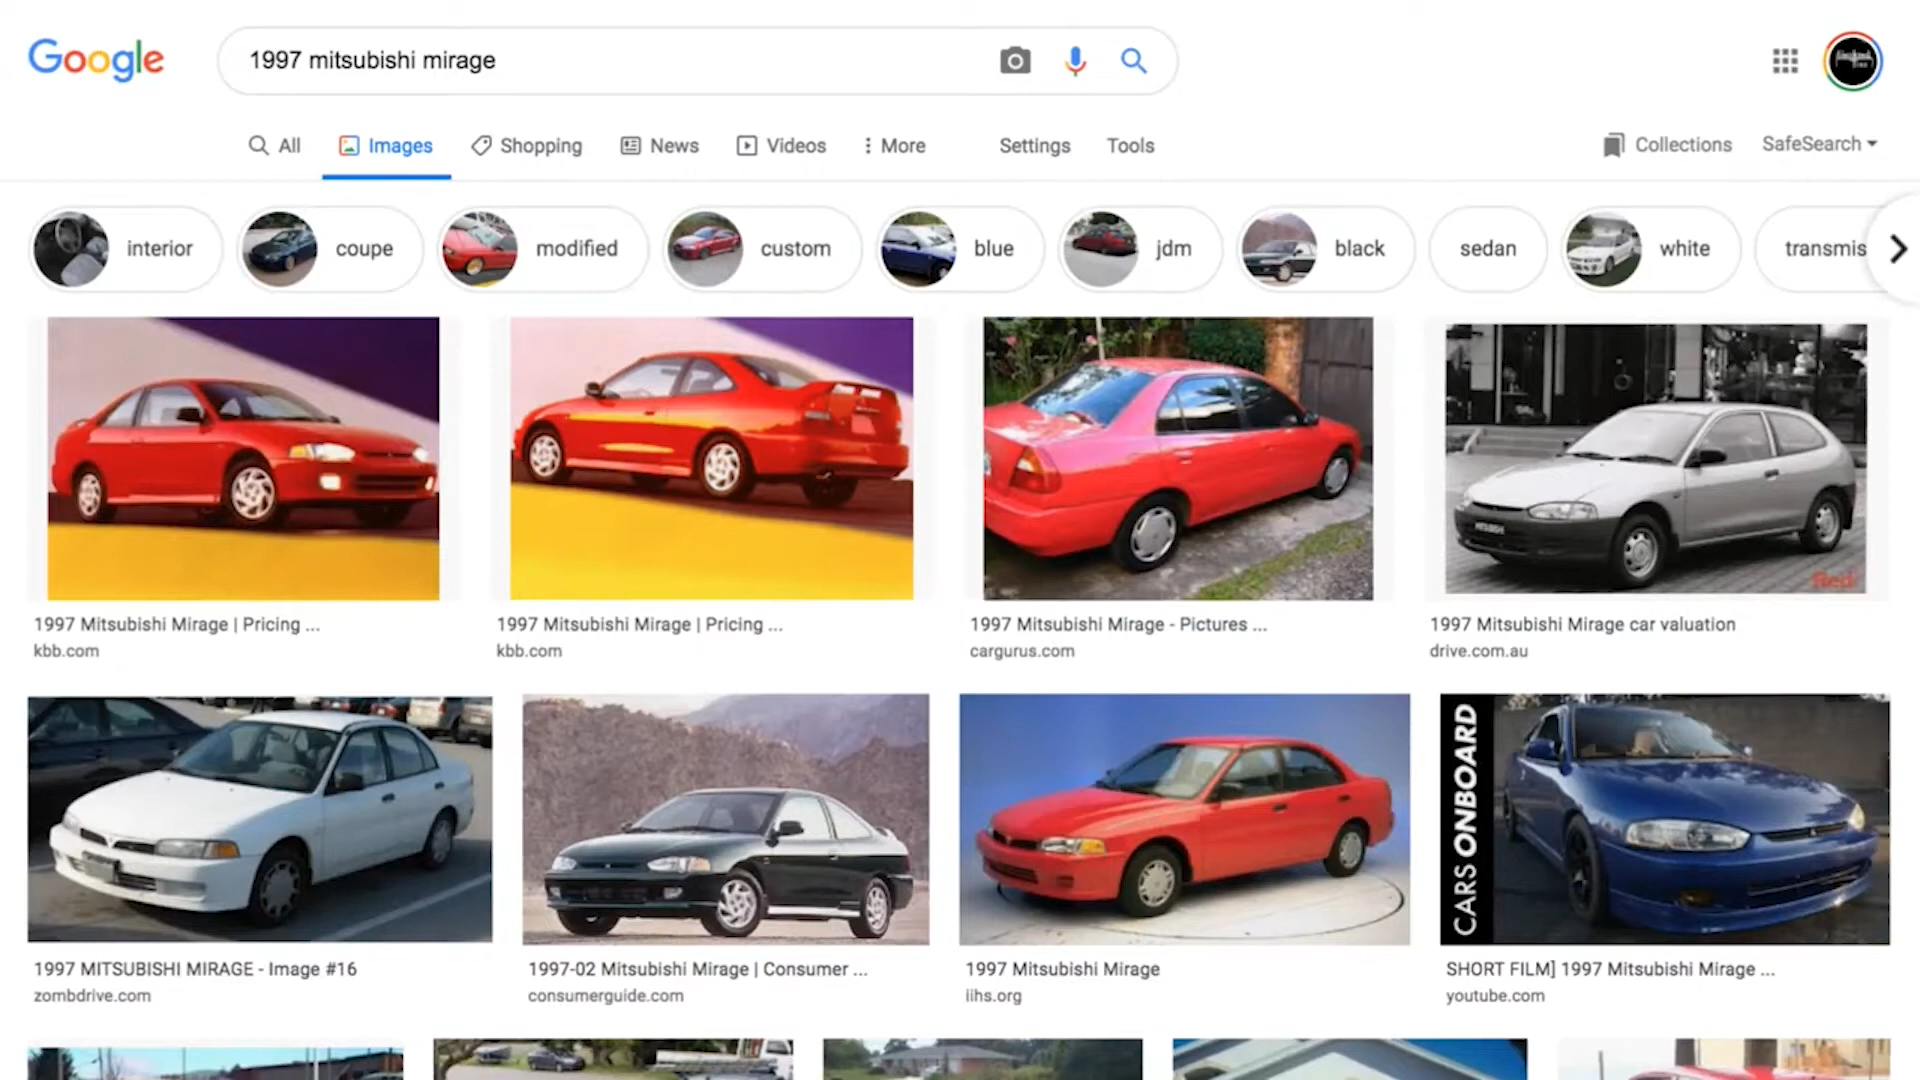 Google
1997 mitsubishi mirage
All
Images
Shopping
News
Videos
More
Settings
Tools
Collections
SafeSearch
interior
coupe
modified
custom
blue
jdm
black
sedan
white
transmis
Redi
1997 Mitsubishi Mirage | Pricing ...
kbb.com
1997 Mitsubishi Mirage | Pricing ...
kbb.com
1997 Mitsubishi Mirage - Pictures ...
cargurus.com
1997 Mitsubishi Mirage car valuation
drive.com.au
CARS ONBOARD
1997 MITSUBISHI MIRAGE - Image #16
zombdrive.com
1997-02 Mitsubishi Mirage | Consumer ...
consumerguide.com
1997 Mitsubishi Mirage
iihs.org
SHORT FILM] 1997 Mitsubishi Mirage ...
youtube.com